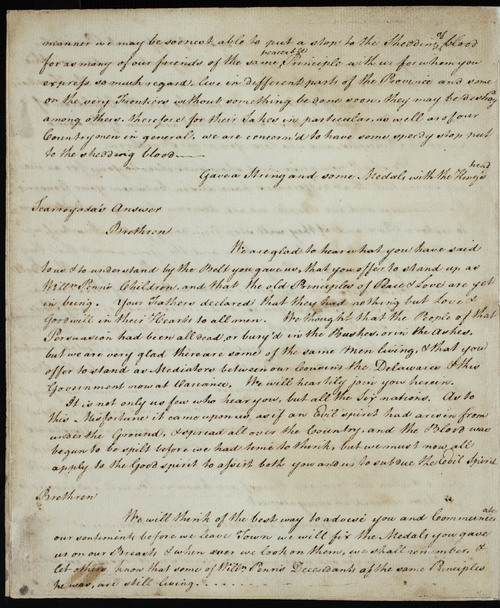 manner we may be soonest able to put a stop to the Sheding of blood
for as many of our freinds of the same peaceable Principle with us for whom you
express so much regard, live in different parts of the Province and some
on the very Frontiers without something be done soon, they may be destroy
among others, therefore for their Sakes in particular, as well as of our
Countrymen in general, we are concern'd to have some speedy stop put
to the shedding blood
Gave a String and some Medals with the King's head
Scarroyada's Answer
Brethren
We are glad to hear what you have said
to us & to understand by the Belt you gave us, that you offer to stand up as
Willm Penn's Children, and that the old Principles of Peace & Love are yet
in being. Your Fathers declared that they had nothing but Love &
Goodwill in their Hearts to all men. We thought that the People of that
Persuasion had been all dead, or bury'd in the Bushes, or in the Ashes,
but we are very glad there are some of the same Men living, & that you
offer to stand as Mediators between our Cousins the Delawares & this
Government now at Variance. We will heartily join you herein.
It is not only us few who hear you, but all the Six nations. As to
this Misfortune it came upon us as if an Evil spirit had arisen from
under the Ground, & spread all over the Country, and the Blood was
begun to be spilt before we had time to think, but we must now all
apply to the Good spirit to assist both you and us to subdue the evil Spirit
Brethren
We will think of the best way to advise you and Communicate
our sentiments before we leave Town we will fix the Medals you gave
us on our Breasts & when ever we look on them, we shall remember, &
let others know that some of Willm Penn's Decendants of the same Principles
he was, are still living